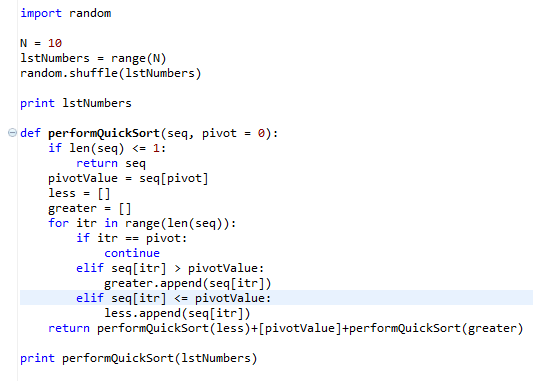 import random
N = 10
lstNumbers = range(N)
random.shuffle(lstNumbers)
print lstNumbers
def performQuickSort(seq, pivot = 0):
    if len(seq) <= 1:
        return seq
    pivotValue = seq[pivot]
    less = []
    greater = []
    for itr in range(len(seq)):
        if itr == pivot:
            continue
        elif seq[itr] > pivotValue:
            greater.append(seq[itr])
        elif seq[itr] <= pivotValue:
            less.append(seq[itr])
    return performQuickSort(less)+[pivotValue]+performQuickSort(greater)
print performQuickSort(lstNumbers)